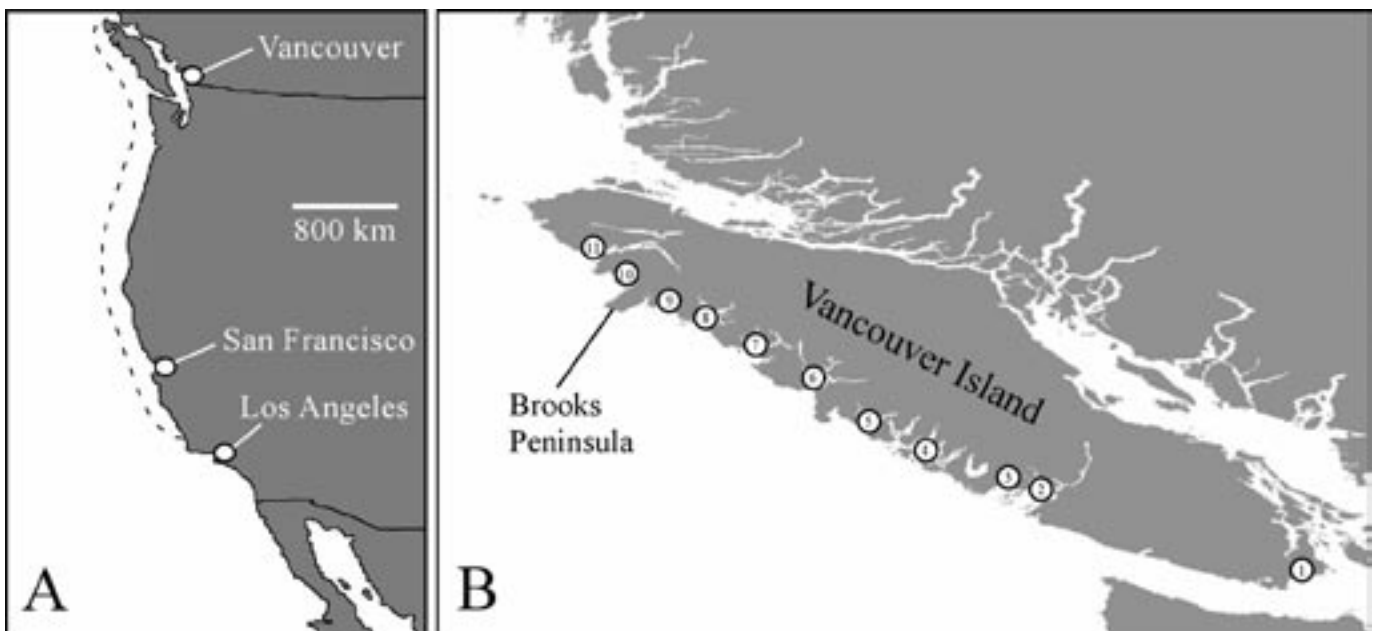 Vancouver
800 km
San Francisco
Los Angeles
A
Vancouver Island
Brooks
Peninsula
11
10
9
8
7
6
5
4
3
2
1
B